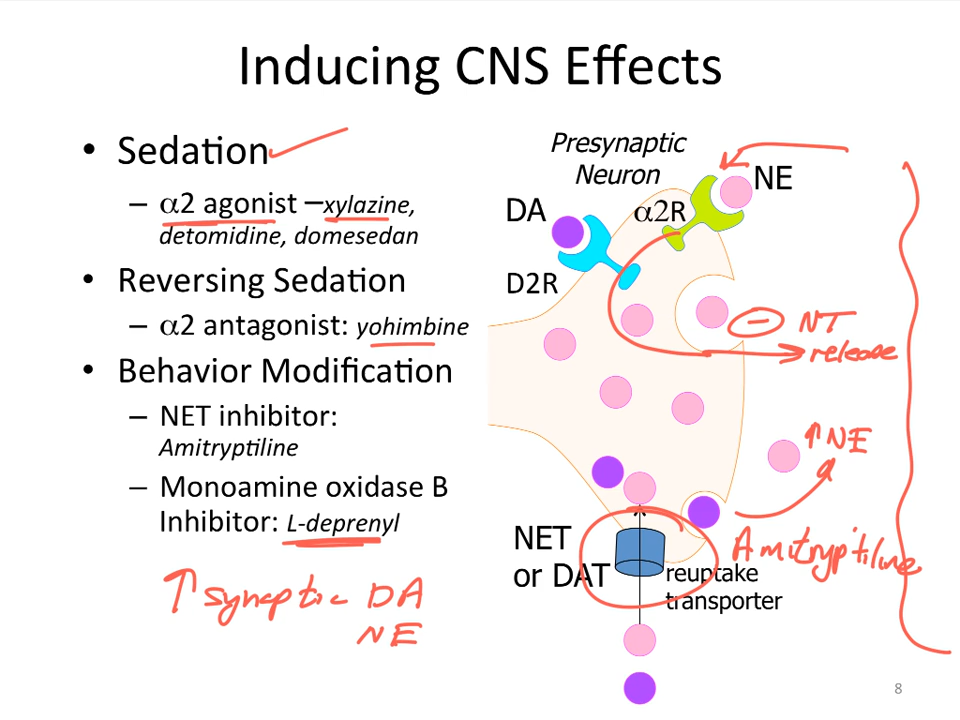 Inducing CNS Effects
• Sedation
– α2 agonist –xylazine,
detomidine, domesedan
• Reversing Sedation
– α2 antagonist: yohimbine
• Behavior Modification
– NET inhibitor:
Amitryptiline
– Monoamine oxidase B
Inhibitor: L-deprenyl
↑ synaptic DA
NE
Presynaptic
Neuron
NE
DA
α2R
D2R
– NT
release
↑ NE
Amitryptiline
NET
or DAT
reuptake
transporter
8